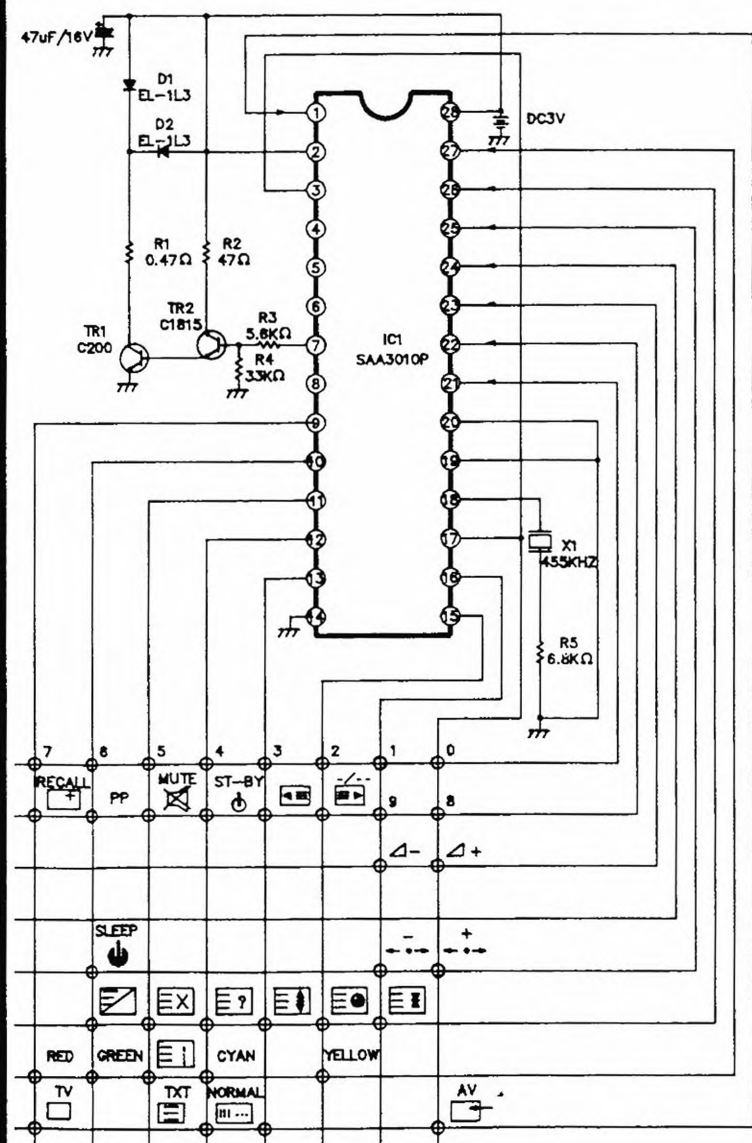 47uF/16V
D1
EL-1L3
D2
EL-1L3
R1
0.47Ω
R2
47Ω
TR1
C200
TR2
C1815
R3
5.6KΩ
R4
33KΩ
IC1
SAA3010P
DC3V
X1
455KHZ
R5
6.8KΩ
1
2
3
4
5
6
7
8
9
10
11
12
13
14
28
27
26
25
24
23
22
21
20
19
18
17
16
15
7 6 5 4 3 2 1 0
RECALL + PP MUTE ST-BY -/-- 9 8
- +
SLEEP - +
X ?
RED GREEN CYAN YELLOW
TV TXT NORMAL AV